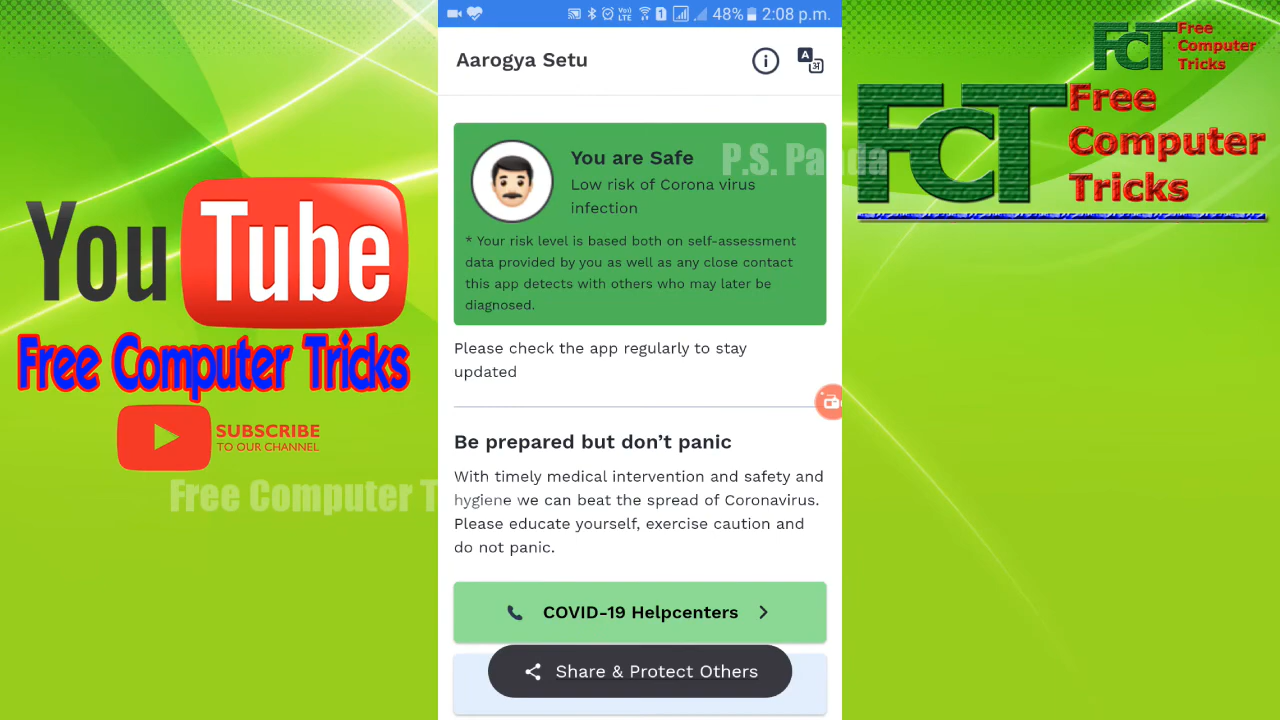 48% 2:08 p.m.
Aarogya Setu
You are Safe
Low risk of Corona virus
infection
* Your risk level is based both on self-assessment
data provided by you as well as any close contact
this app detects with others who may later be
diagnosed.
Please check the app regularly to stay
updated
Be prepared but don’t panic
With timely medical intervention and safety and
hygiene we can beat the spread of Coronavirus.
Please educate yourself, exercise caution and
do not panic.
COVID-19 Helpcenters
Share & Protect Others
YouTube
Free Computer Tricks
SUBSCRIBE
TO OUR CHANNEL
Free Computer T
P.S. Panda
FCT Free
Computer
Tricks
FCT Free
Computer
Tricks